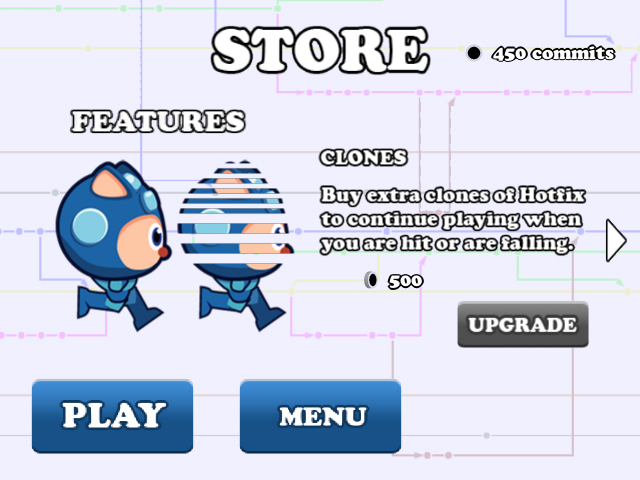 STORE
450 commits
FEATURES
CLONES
Buy extra clones of Hotfix
to continue playing when
you are hit or are falling.
500
UPGRADE
PLAY
MENU